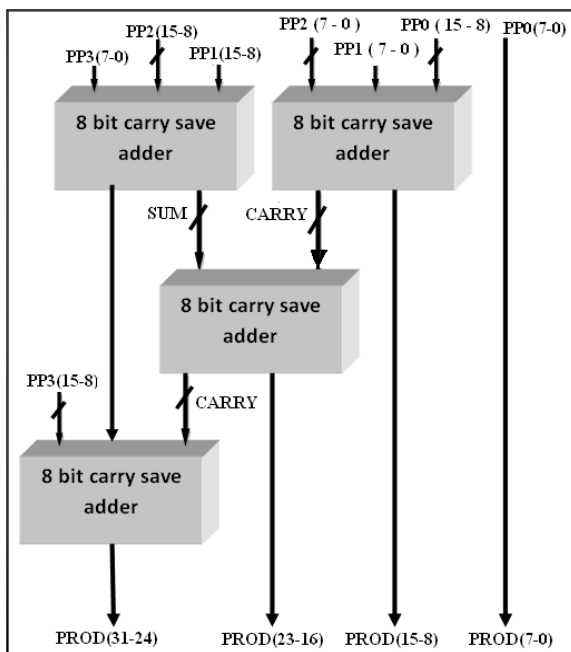 PP2(15-8)
PP3(7-0)
PP1(15-8)
PP2 (7 - 0)
PP1 ( 7 - 0)
PP0 ( 15 - 8)
PP0(7-0)
8 bit carry save
adder
8 bit carry save
adder
SUM
CARRY
8 bit carry save
adder
PP3(15-8)
CARRY
8 bit carry save
adder
PROD(31-24)
PROD(23-16)
PROD(15-8)
PROD(7-0)